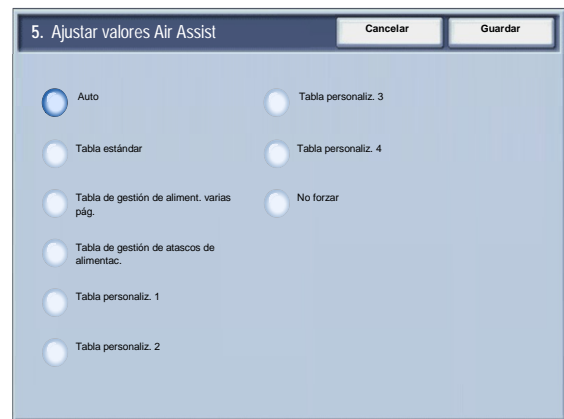 5. Ajustar valores Air Assist
Cancelar
Guardar
Auto
Tabla estándar
Tabla de gestión de aliment. varias
pág.
Tabla de gestión de atascos de
alimentac.
Tabla personaliz. 1
Tabla personaliz. 2
Tabla personaliz. 3
Tabla personaliz. 4
No forzar